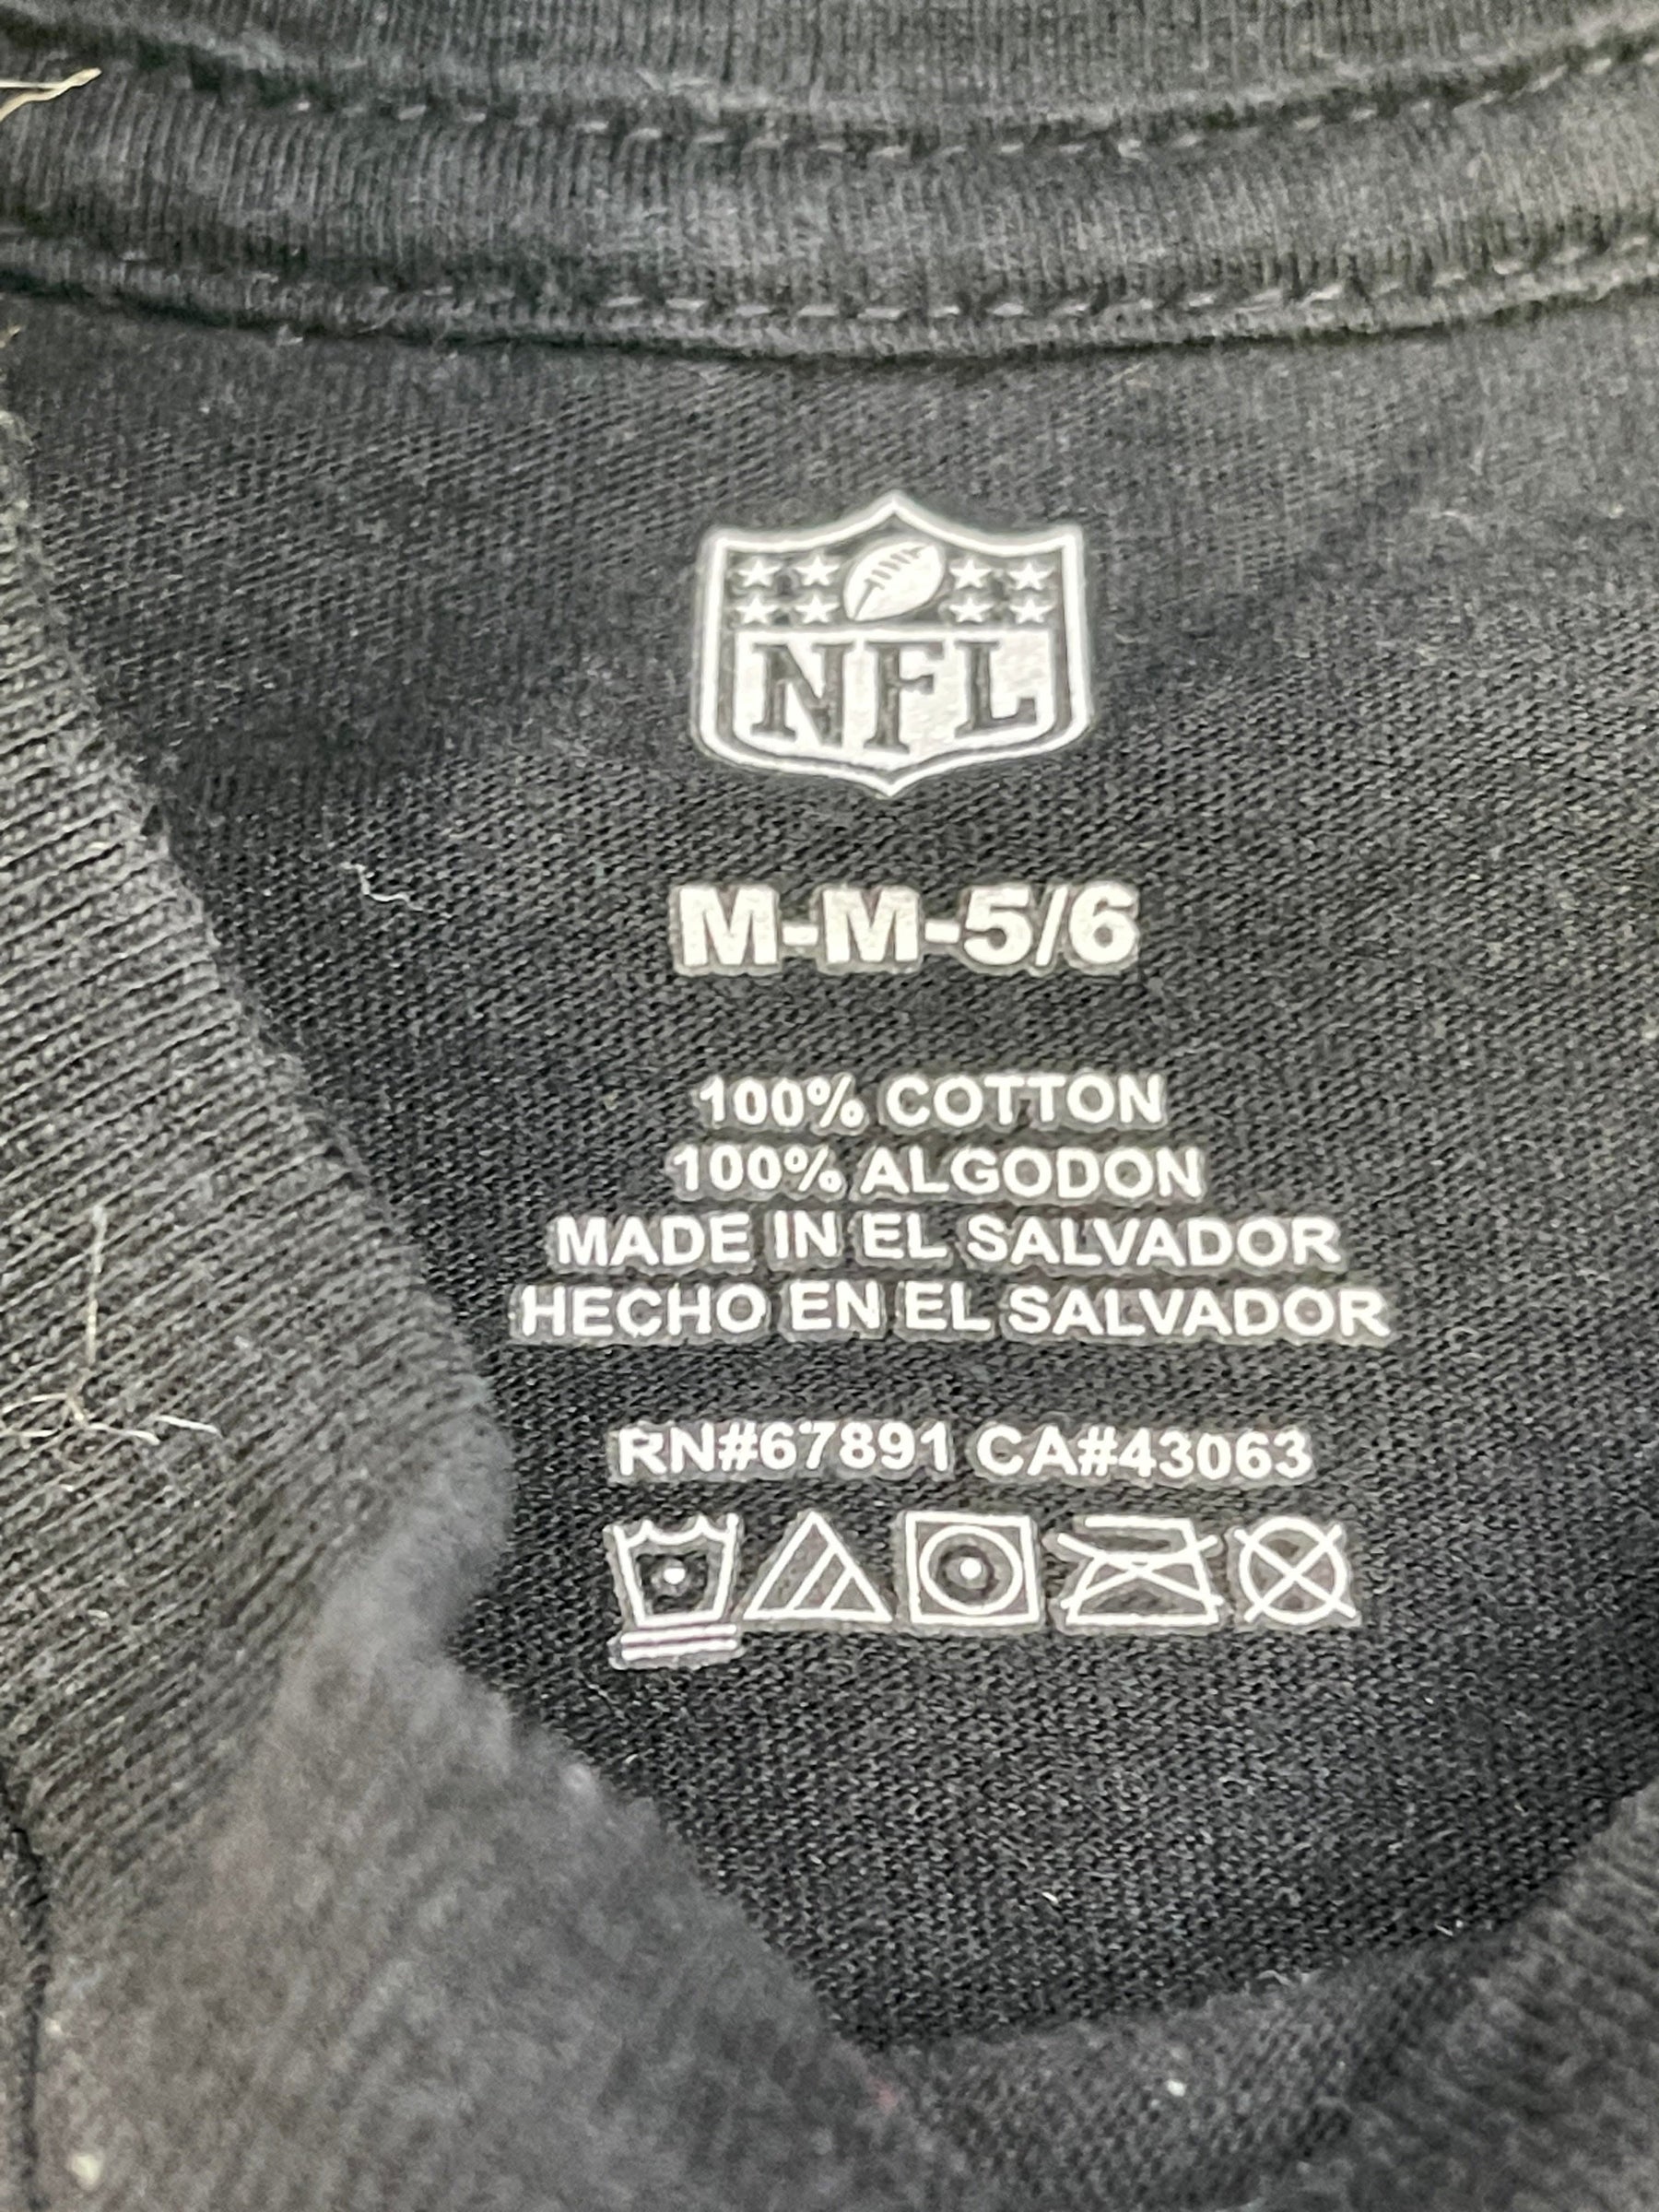 NFL
M-M-5/6
100% COTTON
100% ALGODON
MADE IN EL SALVADOR
HECHO EN EL SALVADOR
RN#67891 CA#43063